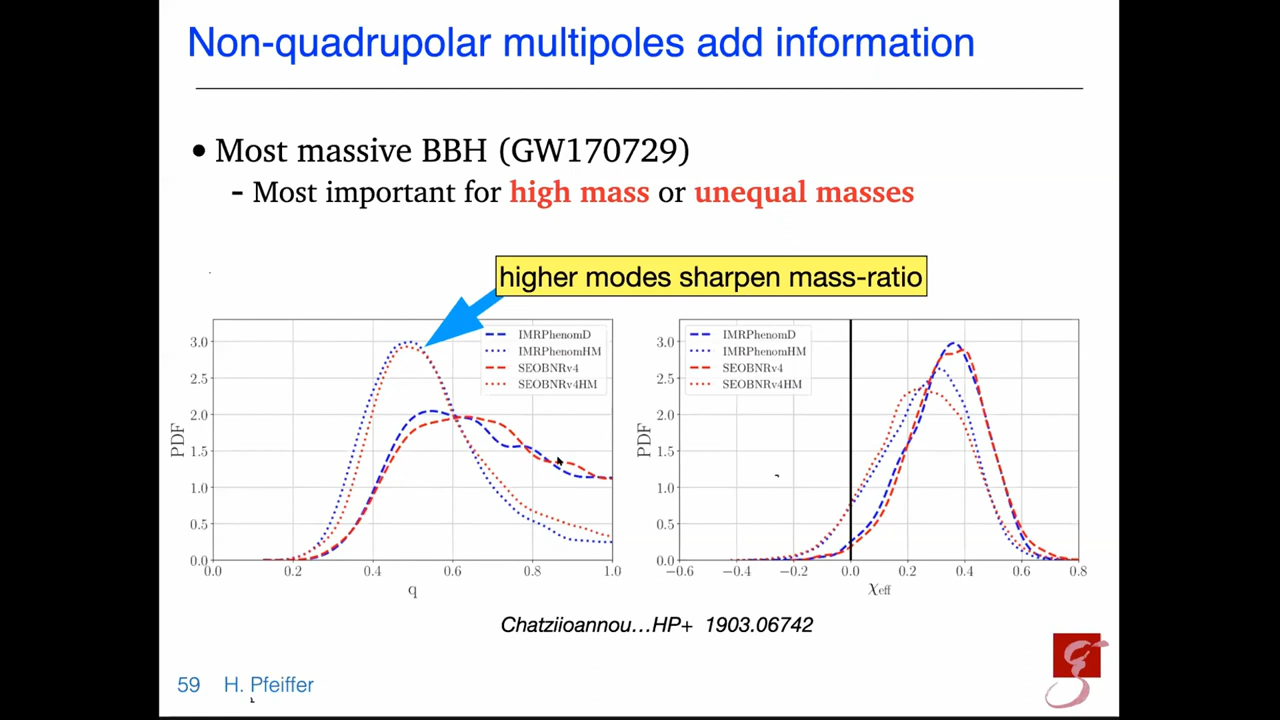 Non-quadrupolar multipoles add information
• Most massive BBH (GW170729)
- Most important for high mass or unequal masses
higher modes sharpen mass-ratio
IMRPhenomD
IMRPhenomHM
SEOBNRv4
SEOBNRv4HM
3.0
2.5
2.0
1.5
1.0
0.5
0.0
PDF
0.0 0.2 0.4 0.6 0.8 1.0
q
IMRPhenomD
IMRPhenomHM
SEOBNRv4
SEOBNRv4HM
3.0
2.5
2.0
1.5
1.0
0.5
0.0
PDF
−0.6 −0.4 −0.2 0.0 0.2 0.4 0.6 0.8
χeff
Chatziioannou...HP+ 1903.06742
59 H. Pfeiffer